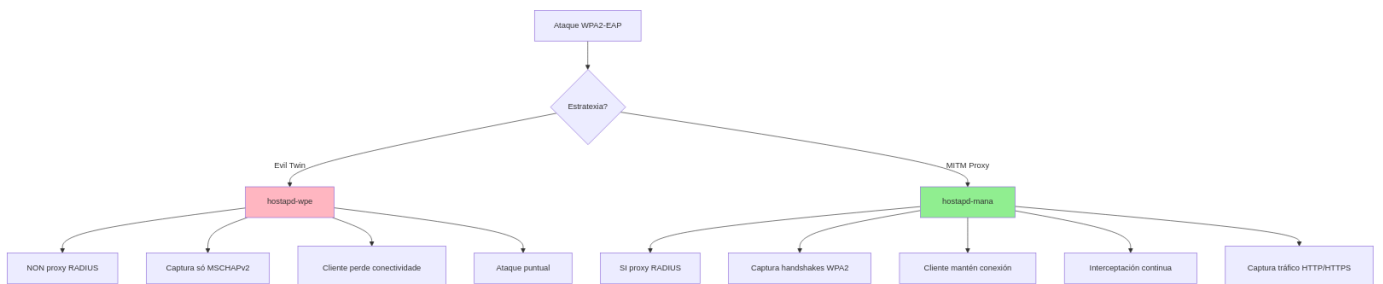 Ataque WPA2-EAP
Estratexia?
Evil Twin
MITM Proxy
hostapd-wpe
hostapd-mana
NON proxy RADIUS
Captura só MSCHAPv2
Cliente perde conectividade
Ataque puntual
SI proxy RADIUS
Captura handshakes WPA2
Cliente mantén conexión
Interceptación continua
Captura tráfico HTTP/HTTPS